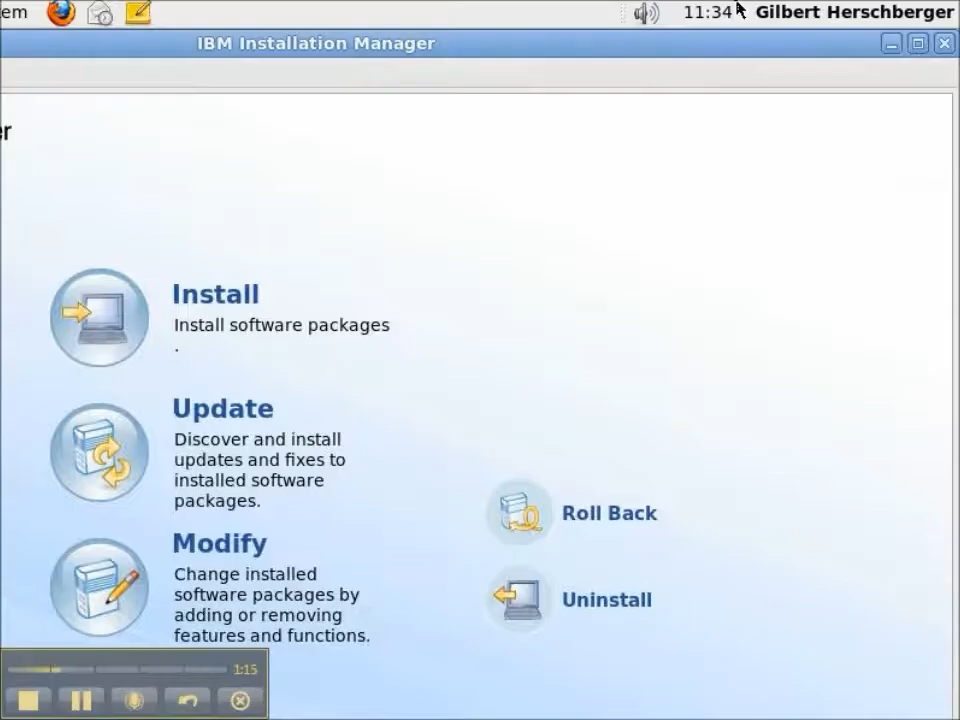 em
11:34
Gilbert Herschberger
IBM Installation Manager
er
Install
Install software packages
.
Update
Discover and install
updates and fixes to
installed software
packages.
Roll Back
Modify
Change installed
software packages by
adding or removing
features and functions.
Uninstall
1:15